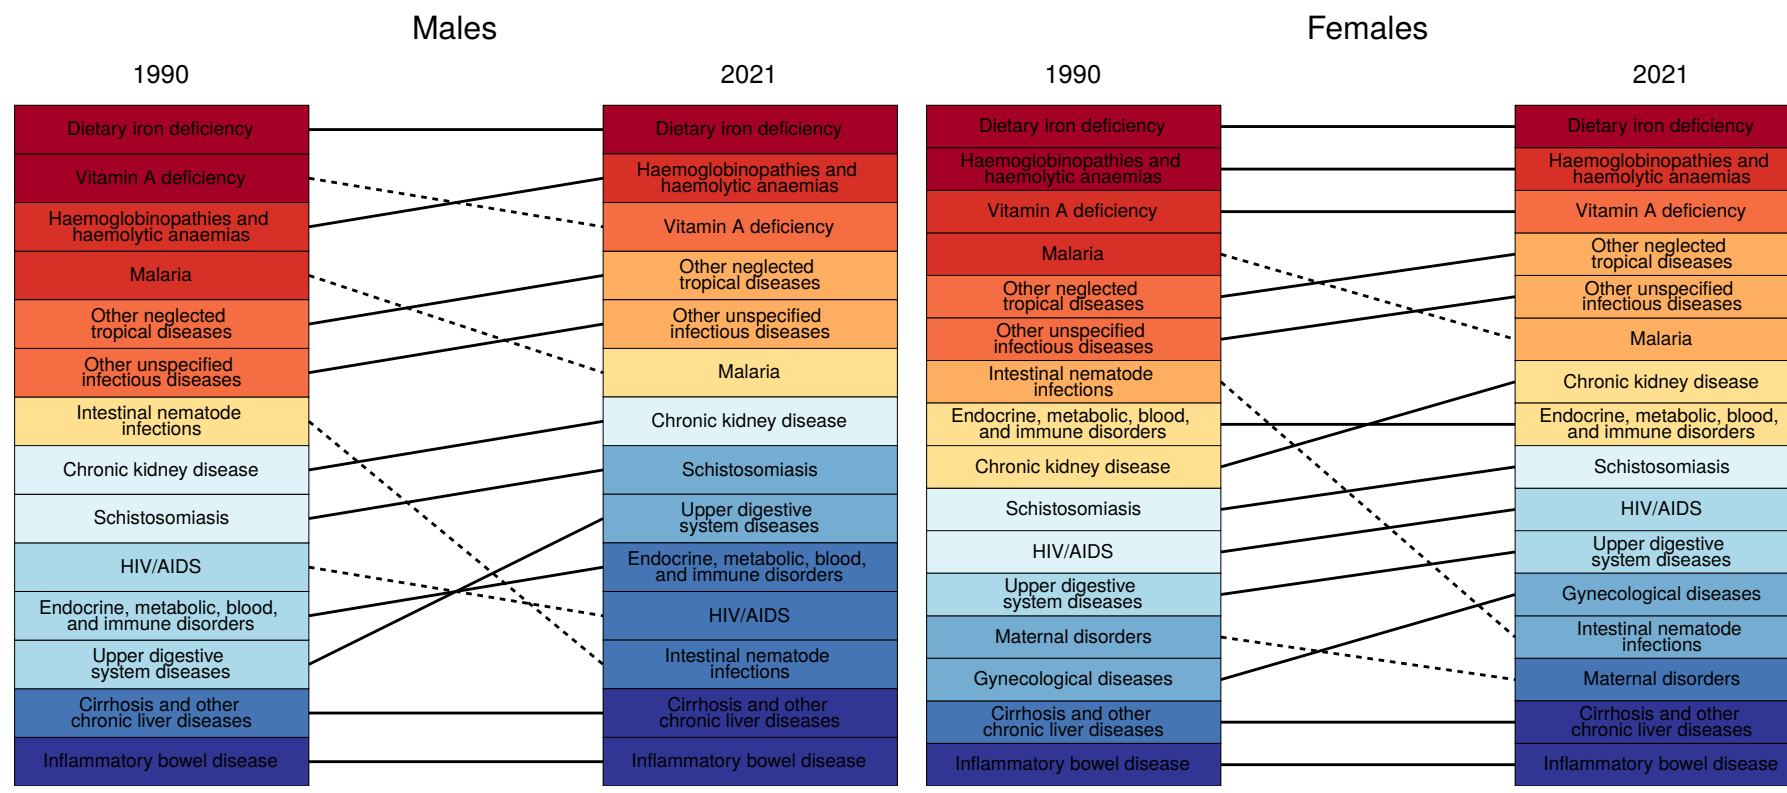 Males
1990
2021
Dietary iron deficiency
Vitamin A deficiency
Haemoglobinopathies and
haemolytic anaemias
Malaria
Other neglected
tropical diseases
Other unspecified
infectious diseases
Intestinal nematode
infections
Chronic kidney disease
Schistosomiasis
HIV/AIDS
Endocrine, metabolic, blood,
and immune disorders
Upper digestive
system diseases
Cirrhosis and other
chronic liver diseases
Inflammatory bowel disease
Dietary iron deficiency
Haemoglobinopathies and
haemolytic anaemias
Vitamin A deficiency
Other neglected
tropical diseases
Other unspecified
infectious diseases
Malaria
Chronic kidney disease
Schistosomiasis
Upper digestive
system diseases
Endocrine, metabolic, blood,
and immune disorders
HIV/AIDS
Intestinal nematode
infections
Cirrhosis and other
chronic liver diseases
Inflammatory bowel disease
Females
1990
2021
Dietary iron deficiency
Haemoglobinopathies and
haemolytic anaemias
Vitamin A deficiency
Malaria
Other neglected
tropical diseases
Other unspecified
infectious diseases
Intestinal nematode
infections
Endocrine, metabolic, blood,
and immune disorders
Chronic kidney disease
Schistosomiasis
HIV/AIDS
Upper digestive
system diseases
Maternal disorders
Gynecological diseases
Cirrhosis and other
chronic liver diseases
Inflammatory bowel disease
Dietary iron deficiency
Haemoglobinopathies and
haemolytic anaemias
Vitamin A deficiency
Other neglected
tropical diseases
Other unspecified
infectious diseases
Malaria
Chronic kidney disease
Endocrine, metabolic, blood,
and immune disorders
Schistosomiasis
HIV/AIDS
Upper digestive
system diseases
Gynecological diseases
Intestinal nematode
infections
Maternal disorders
Cirrhosis and other
chronic liver diseases
Inflammatory bowel disease